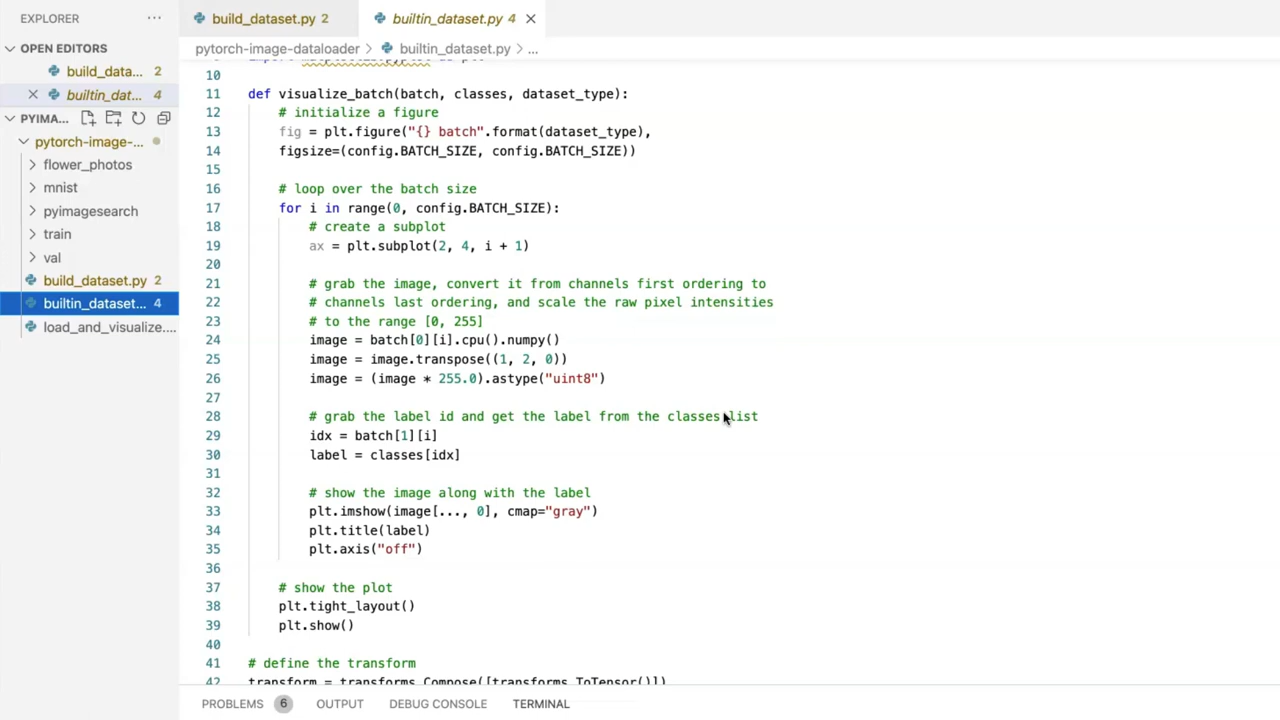 EXPLORER ...
build_dataset.py 2
builtin_dataset.py 4
OPEN EDITORS
build_data... 2
builtin_dat... 4
PYIMA...
pytorch-image-...
flower_photos
mnist
pyimagesearch
train
val
build_dataset.py 2
builtin_dataset... 4
load_and_visualize....
pytorch-image-dataloader > builtin_dataset.py > ...
10
11 def visualize_batch(batch, classes, dataset_type):
12 # initialize a figure
13 fig = plt.figure("{} batch".format(dataset_type),
14 figsize=(config.BATCH_SIZE, config.BATCH_SIZE))
15
16 # loop over the batch size
17 for i in range(0, config.BATCH_SIZE):
18 # create a subplot
19 ax = plt.subplot(2, 4, i + 1)
20
21 # grab the image, convert it from channels first ordering to
22 # channels last ordering, and scale the raw pixel intensities
23 # to the range [0, 255]
24 image = batch[0][i].cpu().numpy()
25 image = image.transpose((1, 2, 0))
26 image = (image * 255.0).astype("uint8")
27
28 # grab the label id and get the label from the classes list
29 idx = batch[1][i]
30 label = classes[idx]
31
32 # show the image along with the label
33 plt.imshow(image[..., 0], cmap="gray")
34 plt.title(label)
35 plt.axis("off")
36
37 # show the plot
38 plt.tight_layout()
39 plt.show()
40
41 # define the transform
42 transform = transforms.Compose([transforms.ToTensor()])
PROBLEMS 6 OUTPUT DEBUG CONSOLE TERMINAL